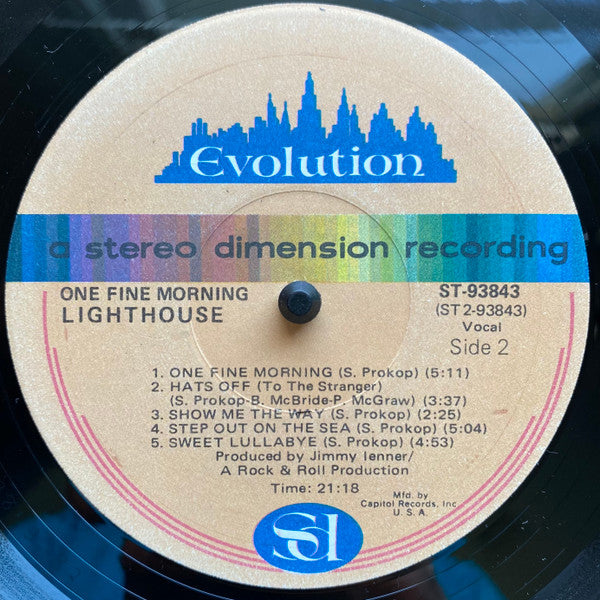 Evolution
a stereo dimension recording
ONE FINE MORNING
LIGHTHOUSE
ST-93843
(ST 2-93843)
Vocal
Side 2
1. ONE FINE MORNING (S. Prokop) (5:11)
2. HATS OFF (To The Stranger)
(S. Prokop-B. McBride-P. McGraw) (3:37)
3. SHOW ME THE WAY (S. Prokop) (2:25)
4. STEP OUT ON THE SEA (S. Prokop) (5:04)
5. SWEET LULLABYE (S. Prokop) (4:53)
Produced by Jimmy Ienner/
A Rock & Roll Production
Time: 21:18
Mfd. by
Capitol Records, Inc.
U. S. A.
SD